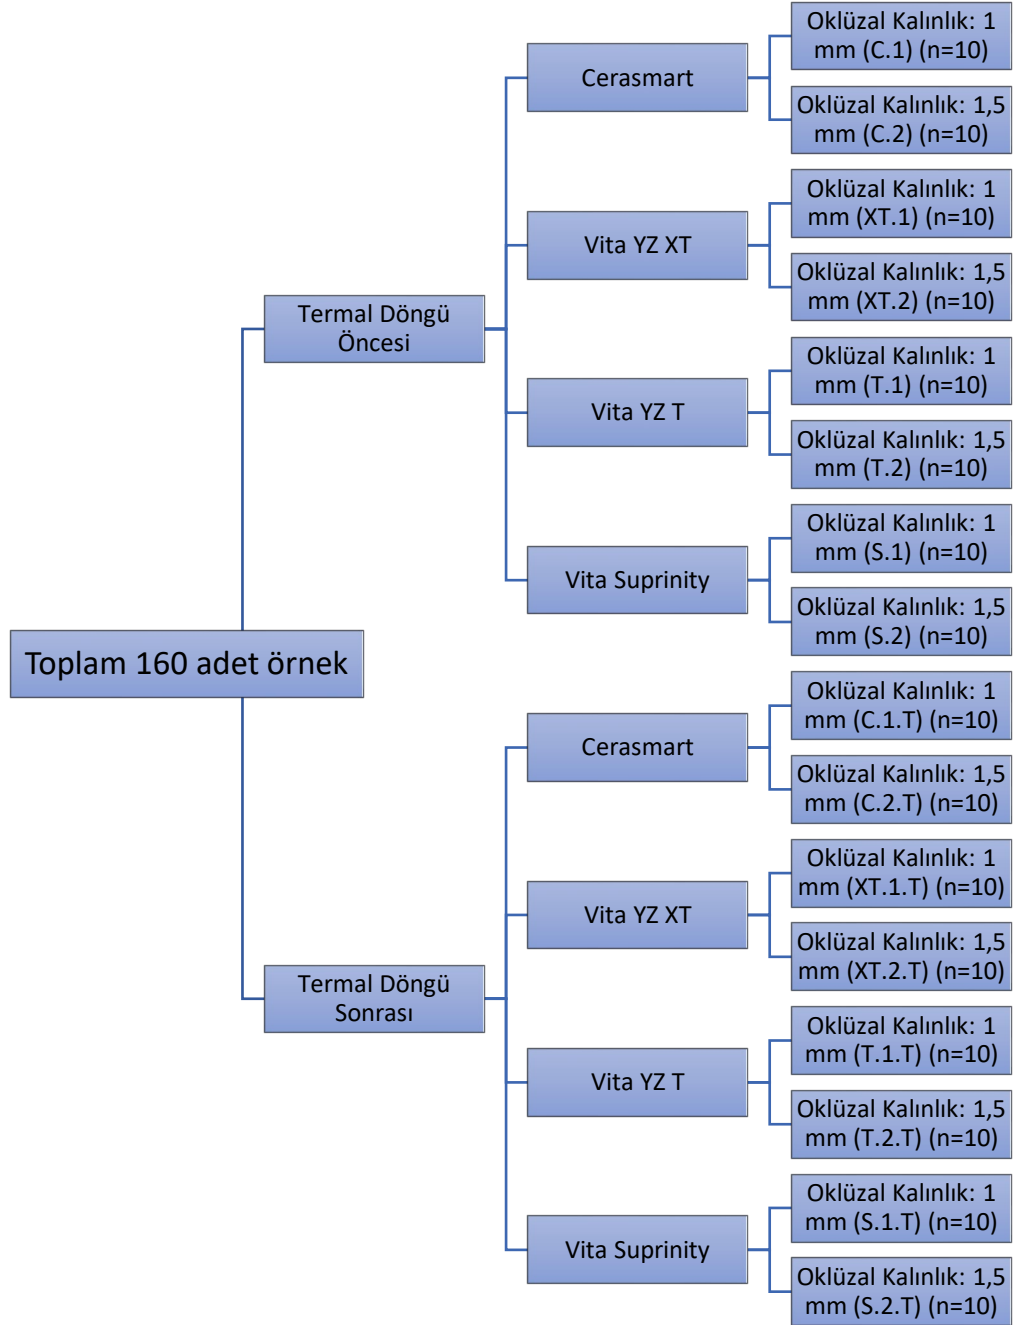 Toplam 160 adet örnek
Termal Döngü
Öncesi
Cerasmart
Oklüzal Kalınlık: 1
mm (C.1) (n=10)
Oklüzal Kalınlık: 1,5
mm (C.2) (n=10)
Vita YZ XT
Oklüzal Kalınlık: 1
mm (XT.1) (n=10)
Oklüzal Kalınlık: 1,5
mm (XT.2) (n=10)
Vita YZ T
Oklüzal Kalınlık: 1
mm (T.1) (n=10)
Oklüzal Kalınlık: 1,5
mm (T.2) (n=10)
Vita Suprinity
Oklüzal Kalınlık: 1
mm (S.1) (n=10)
Oklüzal Kalınlık: 1,5
mm (S.2) (n=10)
Termal Döngü
Sonrası
Cerasmart
Oklüzal Kalınlık: 1
mm (C.1.T) (n=10)
Oklüzal Kalınlık: 1,5
mm (C.2.T) (n=10)
Vita YZ XT
Oklüzal Kalınlık: 1
mm (XT.1.T) (n=10)
Oklüzal Kalınlık: 1,5
mm (XT.2.T) (n=10)
Vita YZ T
Oklüzal Kalınlık: 1
mm (T.1.T) (n=10)
Oklüzal Kalınlık: 1,5
mm (T.2.T) (n=10)
Vita Suprinity
Oklüzal Kalınlık: 1
mm (S.1.T) (n=10)
Oklüzal Kalınlık: 1,5
mm (S.2.T) (n=10)